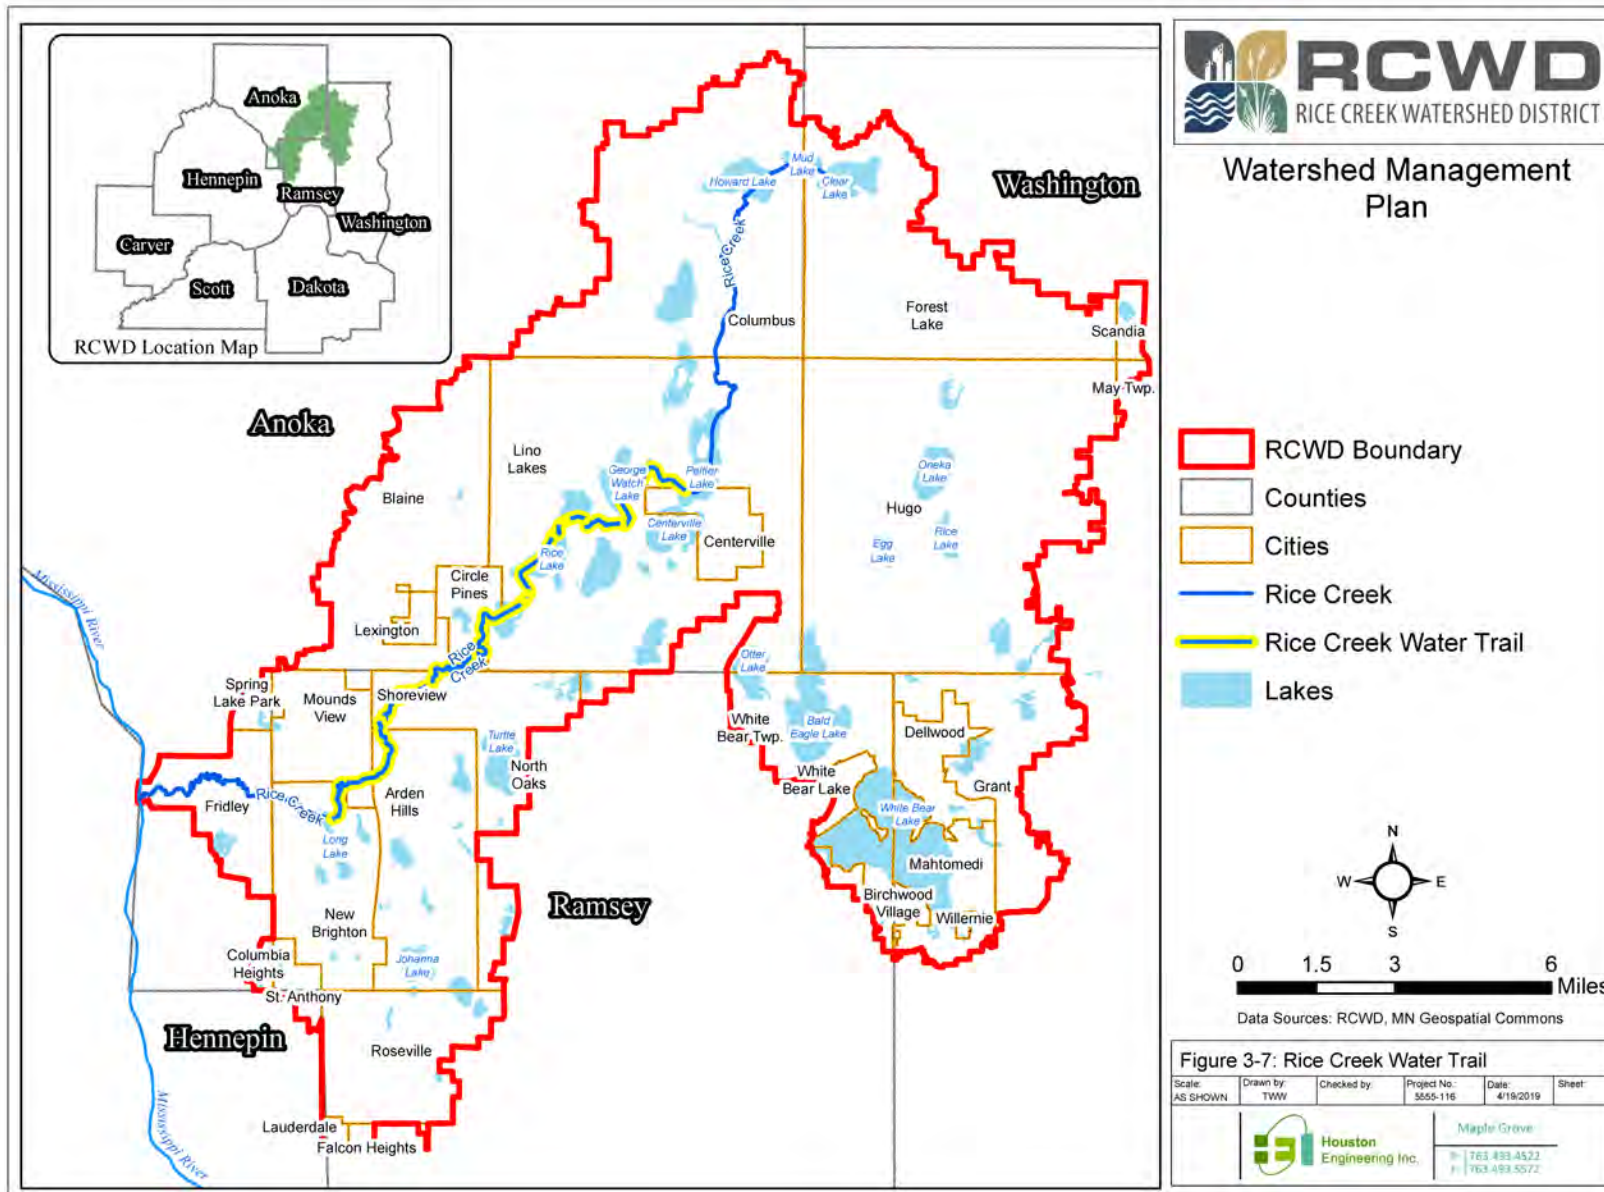 Anoka
Hennepin
Ramsey
Washington
Carver
Scott
Dakota
RCWD Location Map
RCWD
RICE CREEK WATERSHED DISTRICT
Watershed Management
Plan
Washington
Mud
Lake
Howard Lake
Clear
Lake
Rice Creek
Columbus
Forest
Lake
Scandia
May Twp.
Anoka
Lino
Lakes
Blaine
George
Watch
Lake
Peltier
Lake
Oneka
Lake
Hugo
Centerville
Lake
Centerville
Egg
Lake
Rice
Lake
Rice
Lake
Circle
Pines
Lexington
Mississippi River
Rice
Creek
Otter
Lake
Spring
Lake Park
Mounds
View
Shoreview
White
Bear Twp.
Bald
Eagle Lake
Dellwood
Turtle
Lake
North
Oaks
White
Bear Lake
Grant
Fridley
Rice Creek
Arden
Hills
White Bear
Lake
Long
Lake
Mahtomedi
Birchwood
Village
Willernie
Ramsey
New
Brighton
Columbia
Heights
Johanna
Lake
St. Anthony
Hennepin
Roseville
Mississippi River
Lauderdale
Falcon Heights
RCWD Boundary
Counties
Cities
Rice Creek
Rice Creek Water Trail
Lakes
N
W
E
S
0 1.5 3 6
Miles
Data Sources: RCWD, MN Geospatial Commons
Figure 3-7: Rice Creek Water Trail
Scale:
AS SHOWN
Drawn by:
TWW
Checked by:
Project No.:
5555-116
Date:
4/19/2019
Sheet:
Houston
Engineering Inc.
Maple Grove
P: 763.493.4522
F: 763.493.5572